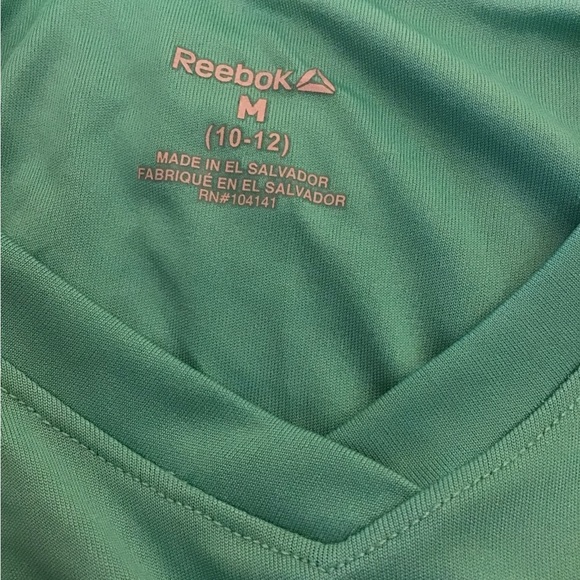 Reebok
M
(10-12)
MADE IN EL SALVADOR
FABRIQUÉ EN EL SALVADOR
RN#104141